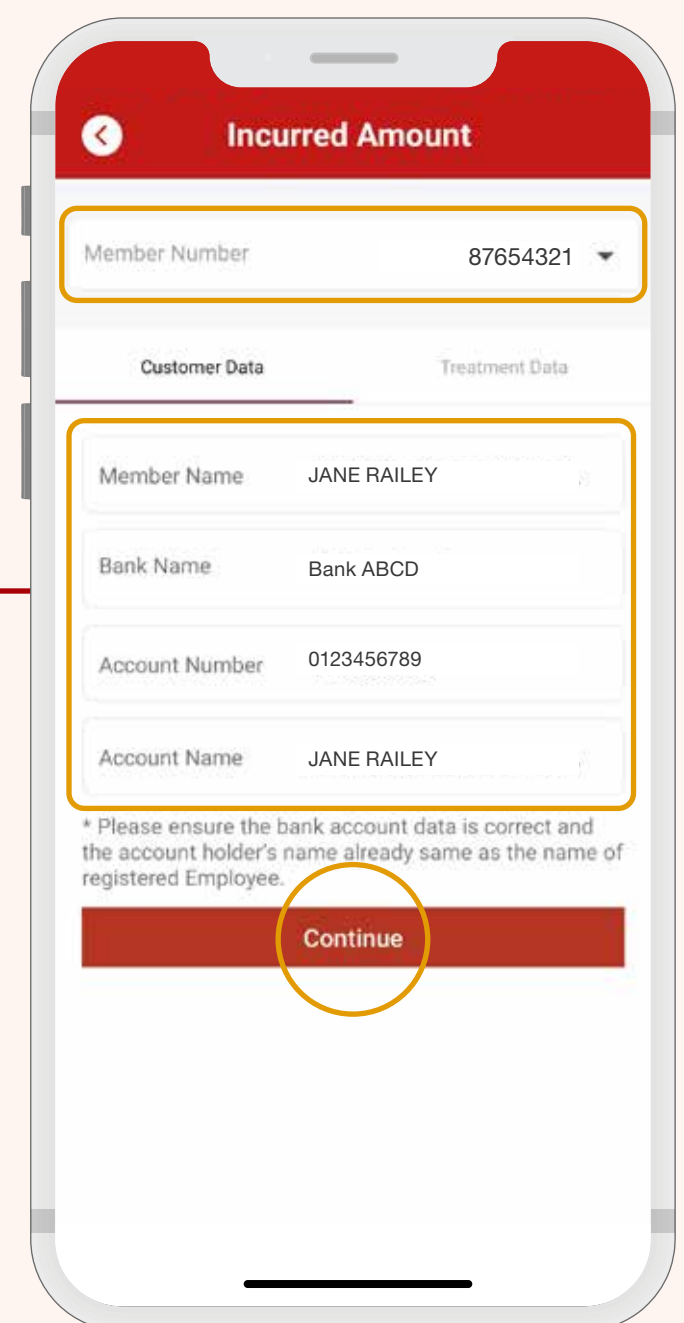 Incurred Amount
Member Number 87654321
Customer Data Treatment Data
Member Name JANE RAILEY
Bank Name Bank ABCD
Account Number 0123456789
Account Name JANE RAILEY
* Please ensure the bank account data is correct and
the account holder's name already same as the name of
registered Employee.
Continue